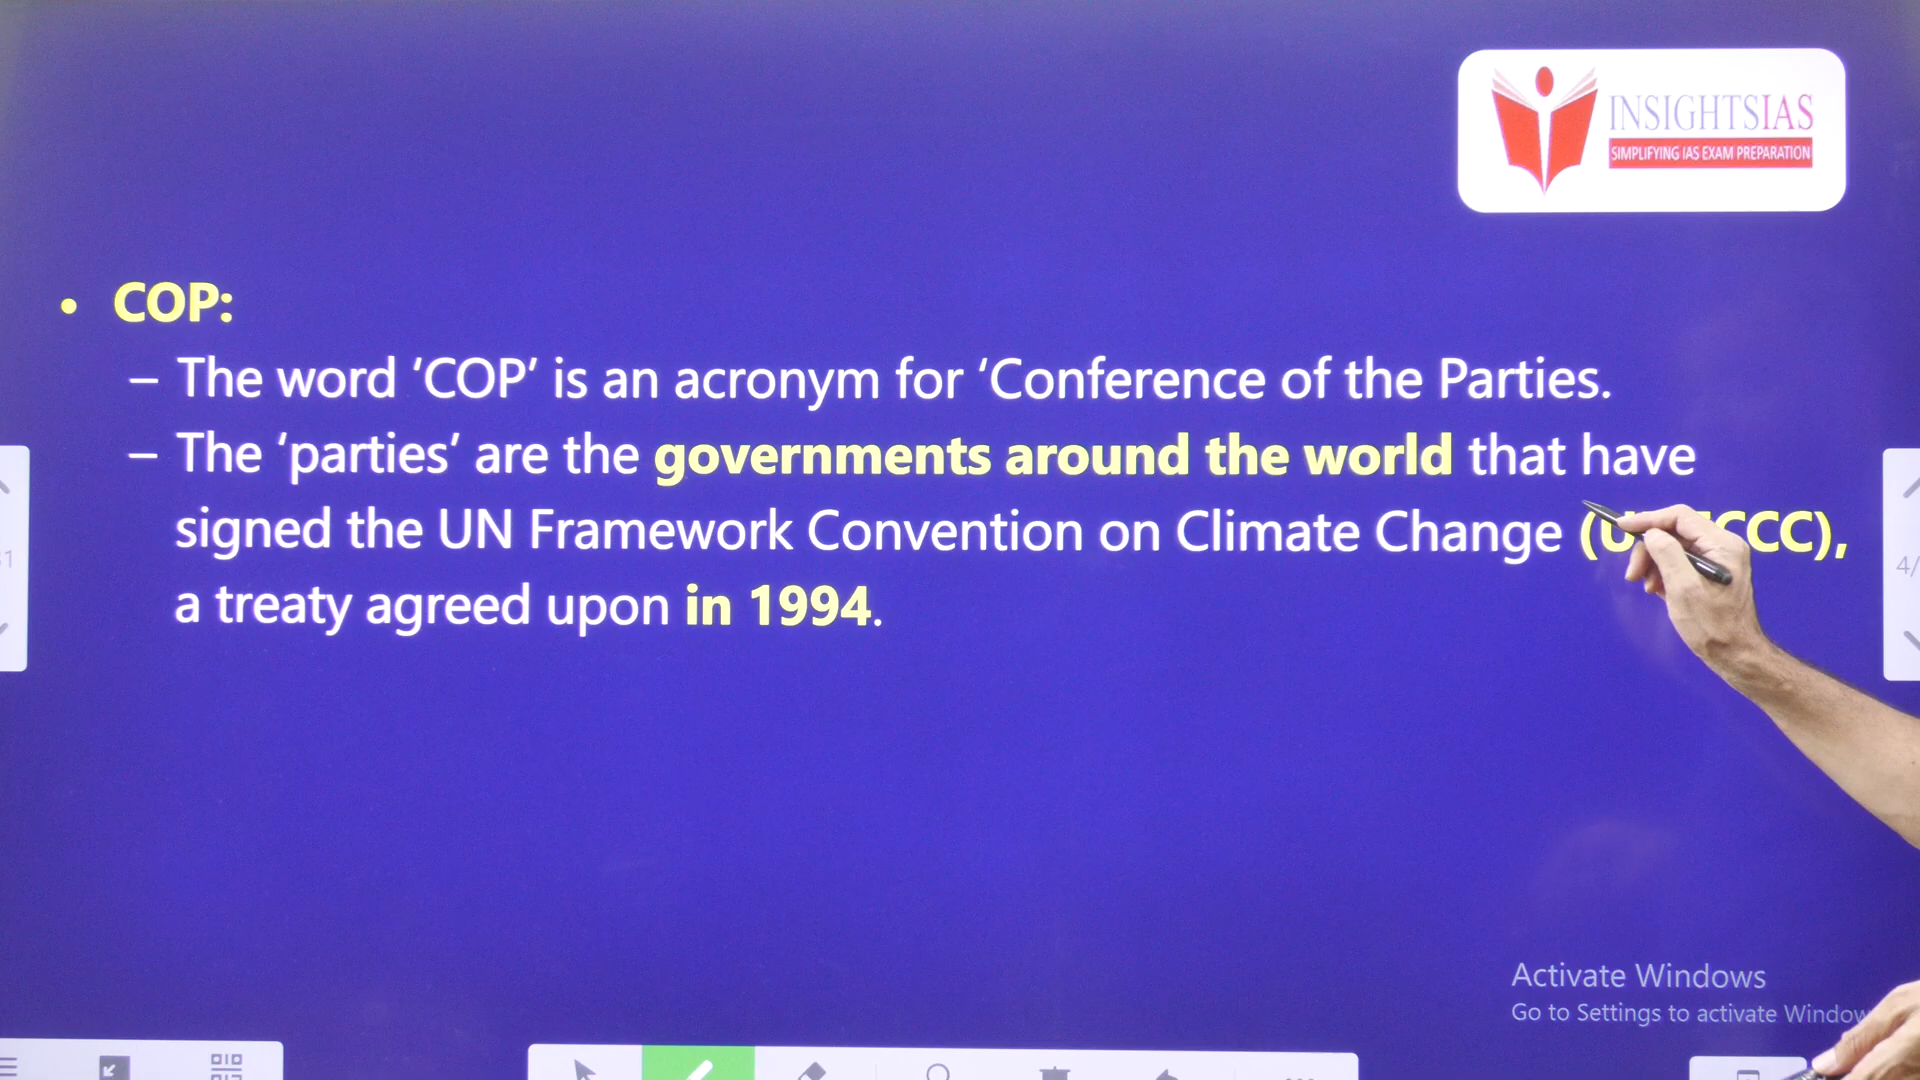 INSIGHTSIAS
SIMPLIFYING IAS EXAM PREPARATION
• COP:
– The word ‘COP’ is an acronym for ‘Conference of the Parties.
– The ‘parties’ are the governments around the world that have
signed the UN Framework Convention on Climate Change
a treaty agreed upon in 1994.
4/
Activate Windows
Go to Settings to activate Window